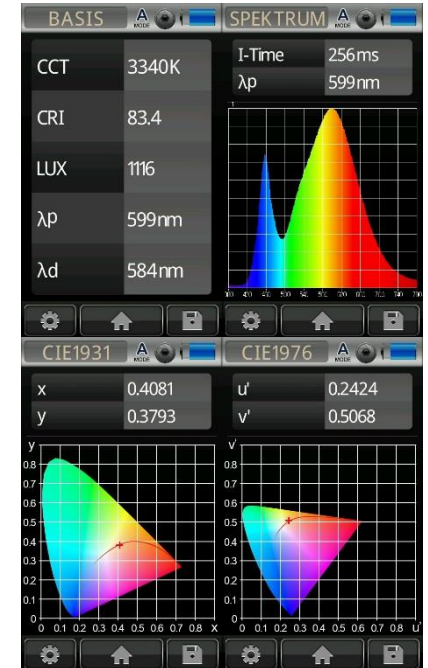 BASIS A MODE
CCT 3340K
CRI 83.4
LUX 1116
λp 599nm
λd 584nm
SPEKTRUM A MODE
I-Time 256ms
λp 599nm
1
CIE1931 A MODE
x 0.4081
y 0.3793
y
0.8
0.7
0.6
0.5
0.4
0.3
0.2
0.1
0
0 0.1 0.2 0.3 0.4 0.5 0.6 0.7 0.8 x
CIE1976 A MODE
u' 0.2424
v' 0.5068
v'
0.8
0.7
0.6
0.5
0.4
0.3
0.2
0.1
0
0 0.1 0.2 0.3 0.4 0.5 0.6 0.7 0.8 u'